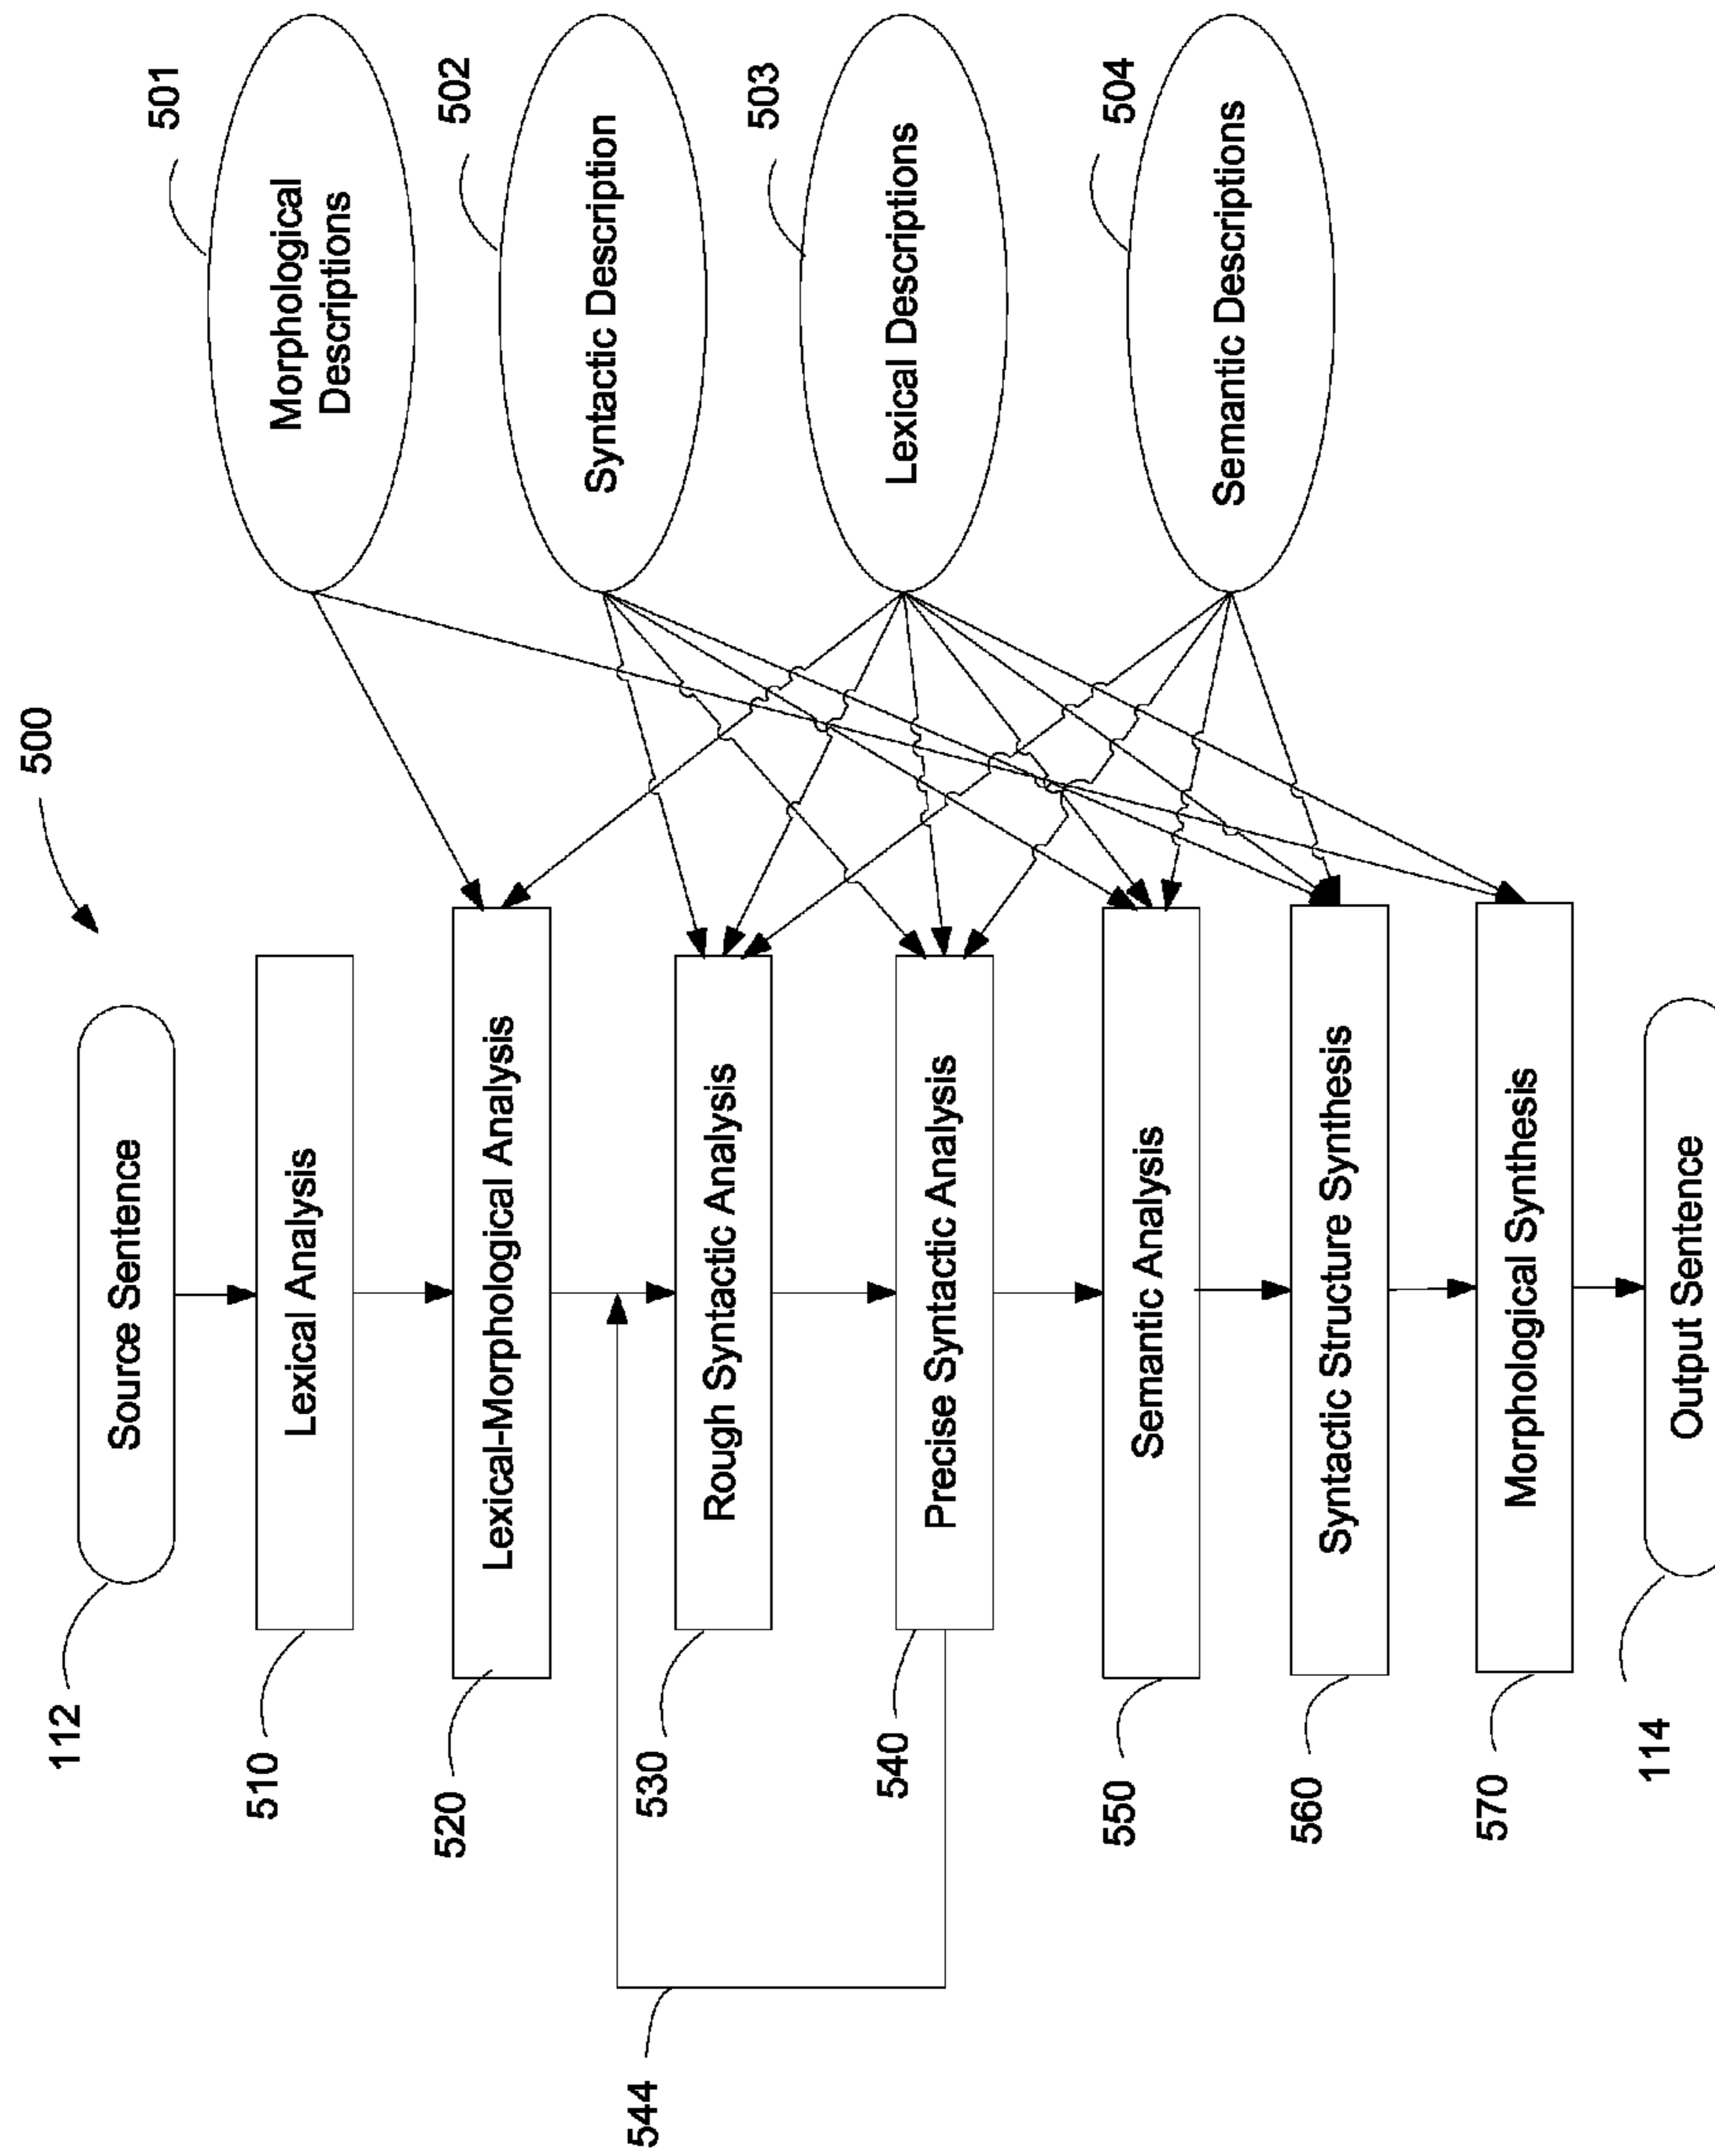 500
112
Source Sentence
510
Lexical Analysis
501
Morphological
Descriptions
520
Lexical-Morphological Analysis
502
Syntactic Description
544
530
Rough Syntactic Analysis
503
Lexical Descriptions
540
Precise Syntactic Analysis
504
Semantic Descriptions
550
Semantic Analysis
560
Syntactic Structure Synthesis
570
Morphological Synthesis
114
Output Sentence